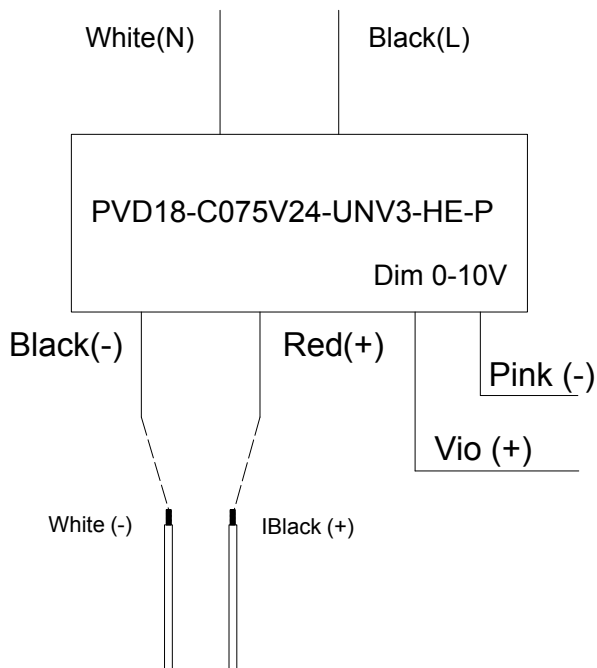 White(N)
Black(L)
PVD18-C075V24-UNV3-HE-P
Dim 0-10V
Black(-)
Red(+)
Pink (-)
Vio (+)
White (-)
IBlack (+)